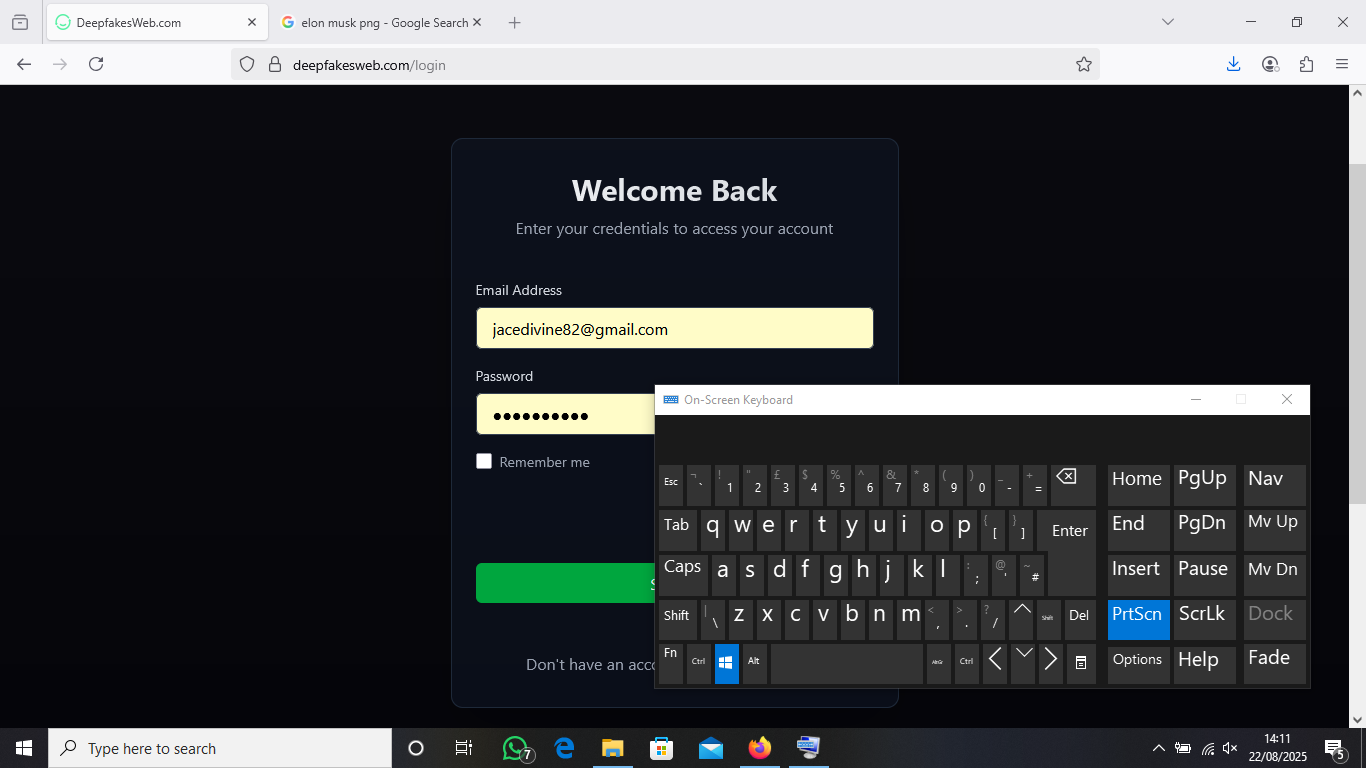 DeepfakesWeb.com
elon musk png - Google Search
deepfakesweb.com/login
Welcome Back
Enter your credentials to access your account
Email Address
jacedivine82@gmail.com
Password
Remember me
Don't have an acco
On-Screen Keyboard
Esc ¬ ` ! 1 " 2 £ 3 $ 4 % 5 ^ 6 & 7 * 8 ( 9 ) 0 _ - + = Home PgUp Nav
Tab q w e r t y u i o p { [ } ] Enter End PgDn Mv Up
Caps a s d f g h j k l : ; @ ' ~ # Insert Pause Mv Dn
Shift | \ z x c v b n m < , > . ? / Shift Del PrtScn ScrLk Dock
Fn Ctrl Alt AltGr Ctrl Options Help Fade
Type here to search
7
14:11
22/08/2025
5